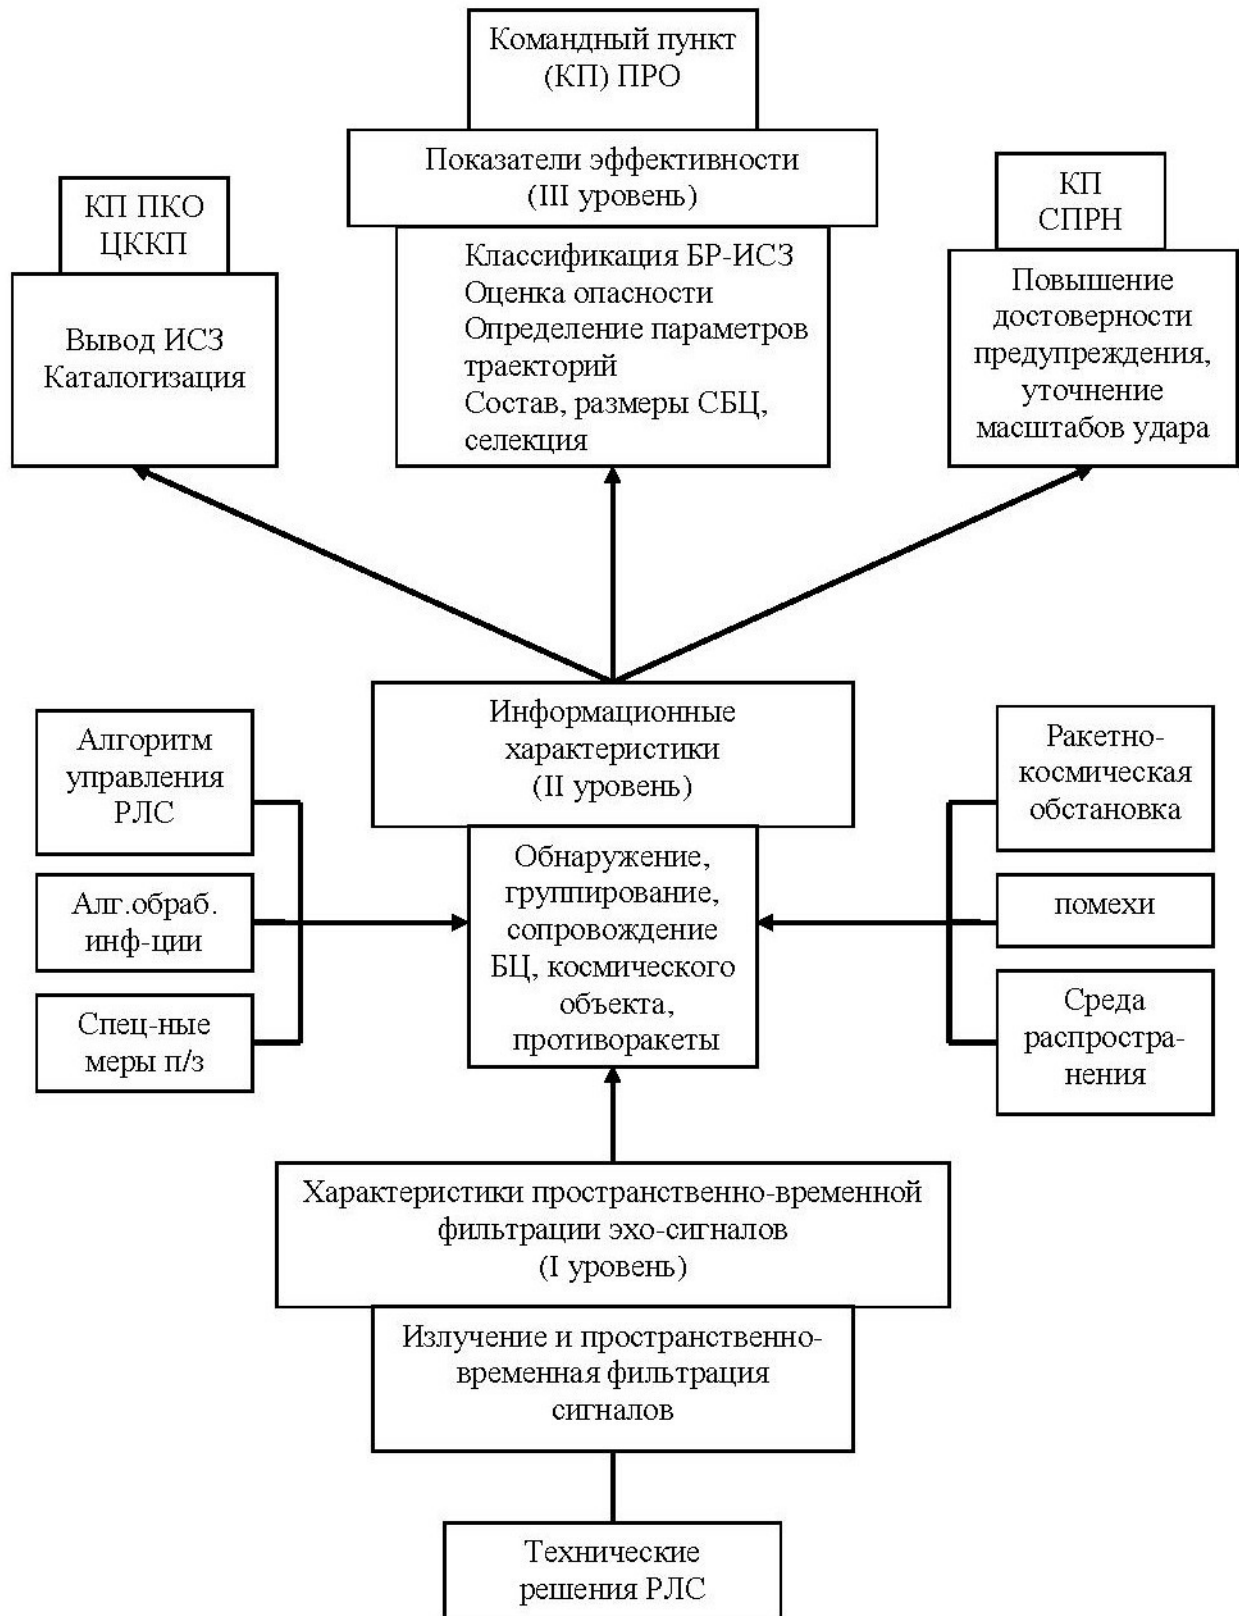 Командный пункт
(КП) ПРО
Показатели эффективности
(III уровень)
КП ПКО
ЦККП
КП
СПРН
Вывод ИСЗ
Каталогизация
Классификация БР-ИСЗ
Оценка опасности
Определение параметров
траекторий
Состав, размеры СБЦ,
селекция
Повышение
достоверности
предупреждения,
уточнение
масштабов удара
Информационные
характеристики
(II уровень)
Алгоритм
управления
РЛС
Алг.обраб.
инф-ции
Спец-ные
меры п/з
Обнаружение,
группирование,
сопровождение
БЦ, космического
объекта,
противоракеты
Ракетно-
космическая
обстановка
помехи
Среда
распростра-
нения
Характеристики пространственно-временной
фильтрации эхо-сигналов
(I уровень)
Излучение и пространственно-
временная фильтрация
сигналов
Технические
решения РЛС